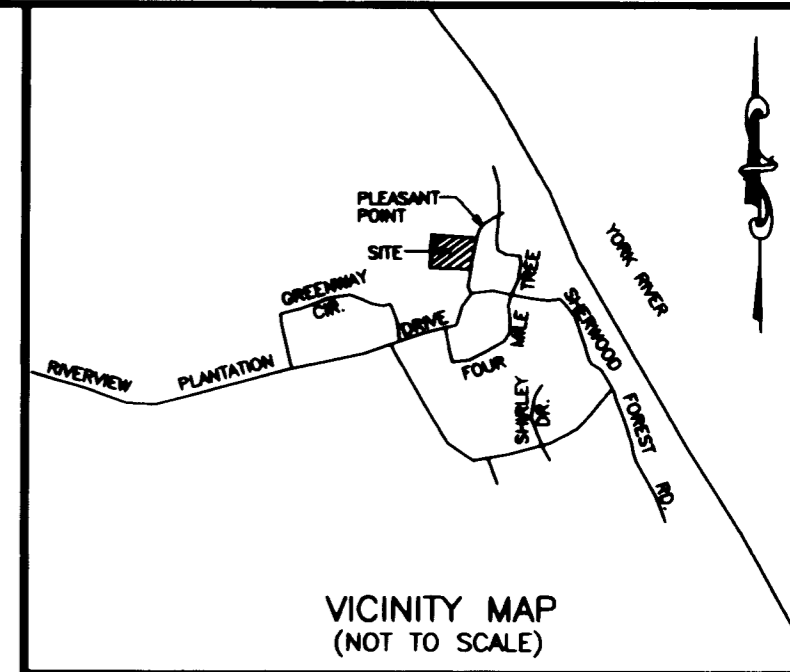 PLEASANT
POINT
SITE
YORK RIVER
GREENWAY
CIR.
TREE
MILE
FOUR
DRIVE
PLANTATION
RIVERVIEW
SHERWOOD
FOREST
RD.
SHIRLEY
DR.
VICINITY MAP
(NOT TO SCALE)